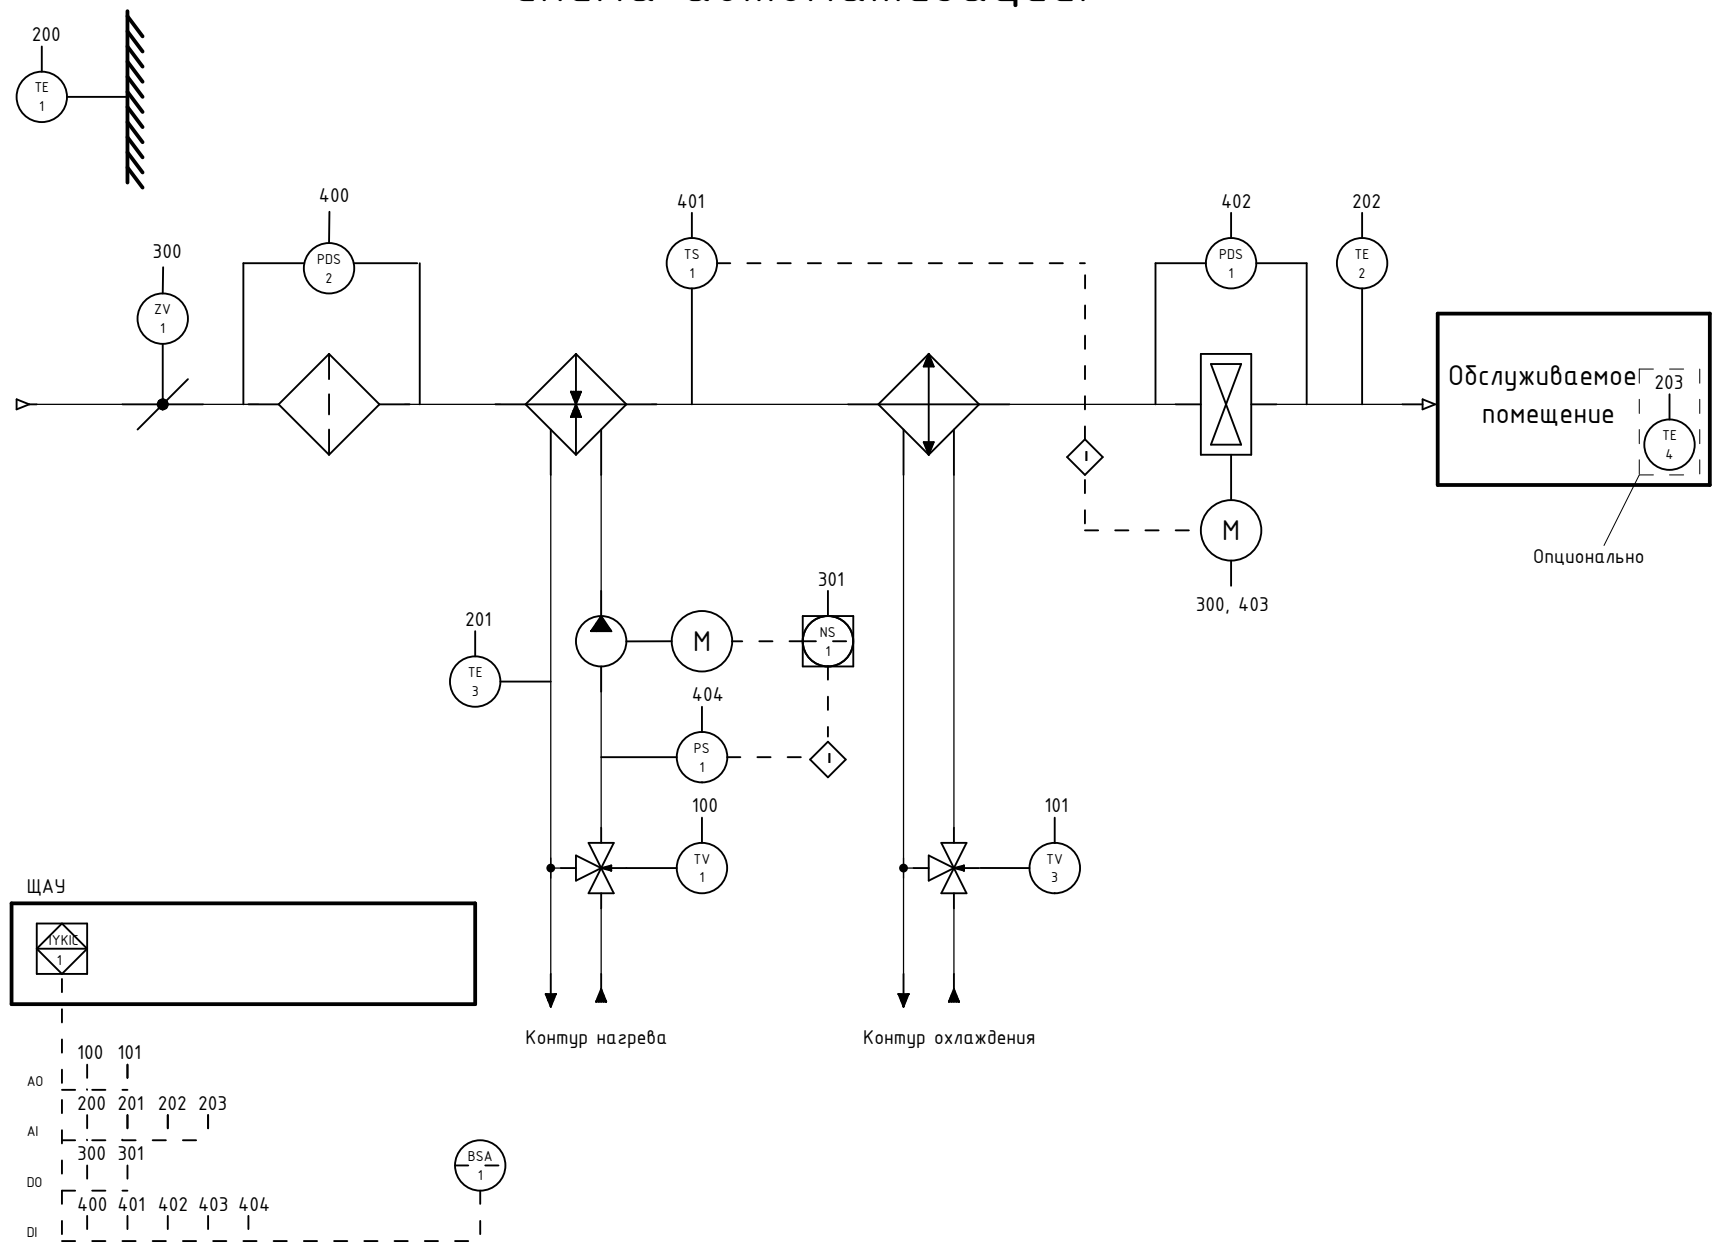 200
TE
1
400
401
402
202
300
PDS
2
TS
1
PDS
1
TE
2
ZV
1
Обслуживаемое
помещение
203
TE
4
M
Опционально
300, 403
301
201
NS
1
M
TE
3
404
PS
1
100
101
TV
1
TV
3
ЩАУ
1
Контур нагрева
Контур охлаждения
100 101
AO
200 201 202 203
AI
300 301
DO
BSA
1
400 401 402 403 404
DI